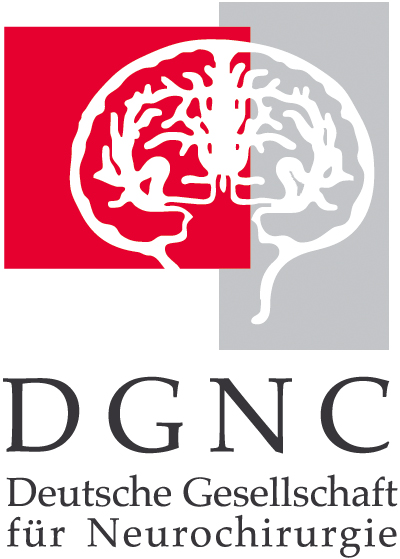 DGNC
Deutsche Gesellschaft
für Neurochirurgie